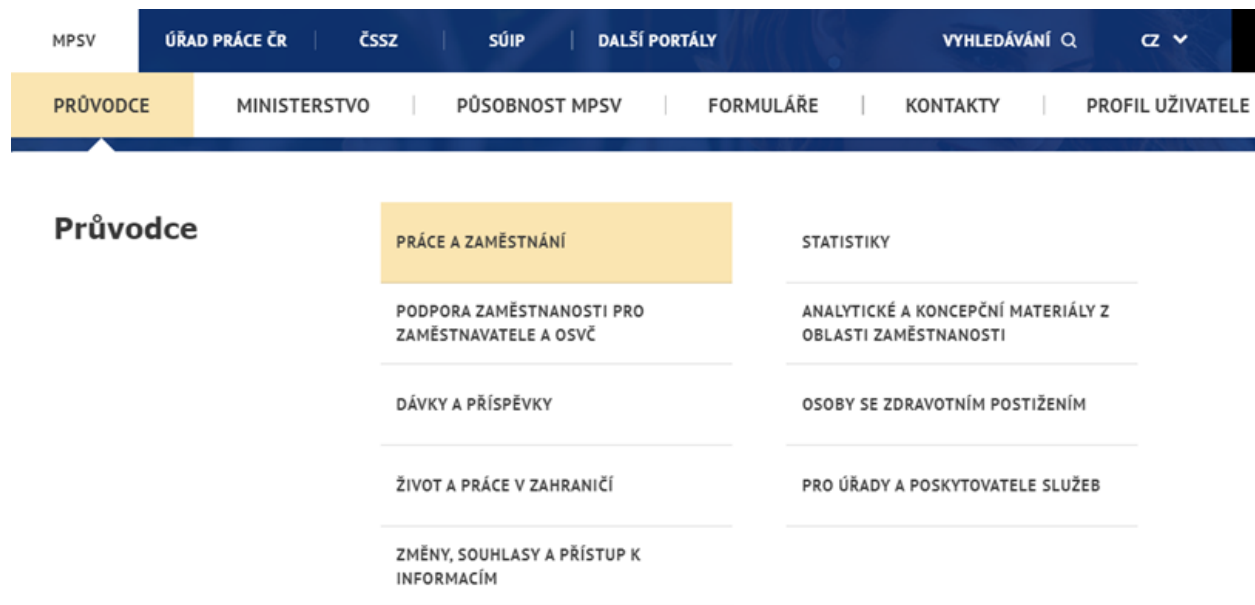 MPSV ÚŘAD PRÁCE ČR ČSSZ SÚIP DALŠÍ PORTÁLY VYHLEDÁVÁNÍ CZ
PRŮVODCE MINISTERSTVO PŮSOBNOST MPSV FORMULÁŘE KONTAKTY PROFIL UŽIVATELE
Průvodce
PRÁCE A ZAMĚSTNÁNÍ
PODPORA ZAMĚSTNANOSTI PRO
ZAMĚSTNAVATELE A OSVČ
DÁVKY A PŘÍSPĚVKY
ŽIVOT A PRÁCE V ZAHRANIČÍ
ZMĚNY, SOUHLASY A PŘÍSTUP K
INFORMACÍM
STATISTIKY
ANALYTICKÉ A KONCEPČNÍ MATERIÁLY Z
OBLASTI ZAMĚSTNANOSTI
OSOBY SE ZDRAVOTNÍM POSTIŽENÍM
PRO ÚŘADY A POSKYTOVATELE SLUŽEB